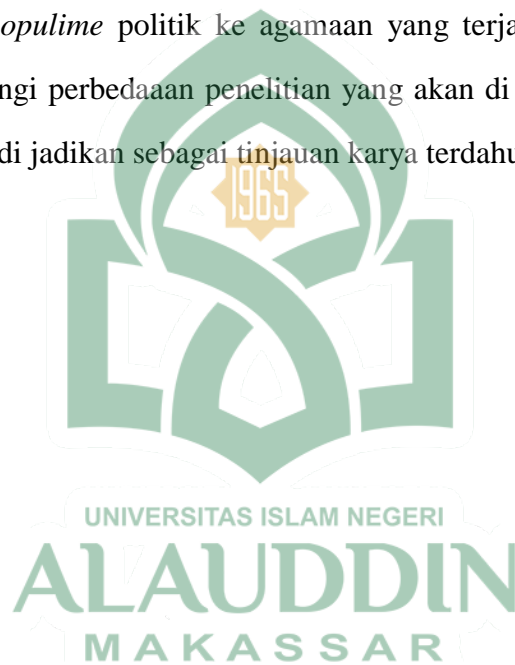 opulime politik ke agamaan yang terja
ngi perbedaaan penelitian yang akan di
di jadikan sebagai tinjauan karya terdahu
1965
UNIVERSITAS ISLAM NEGERI
ALAUDDIN
MAKASSAR